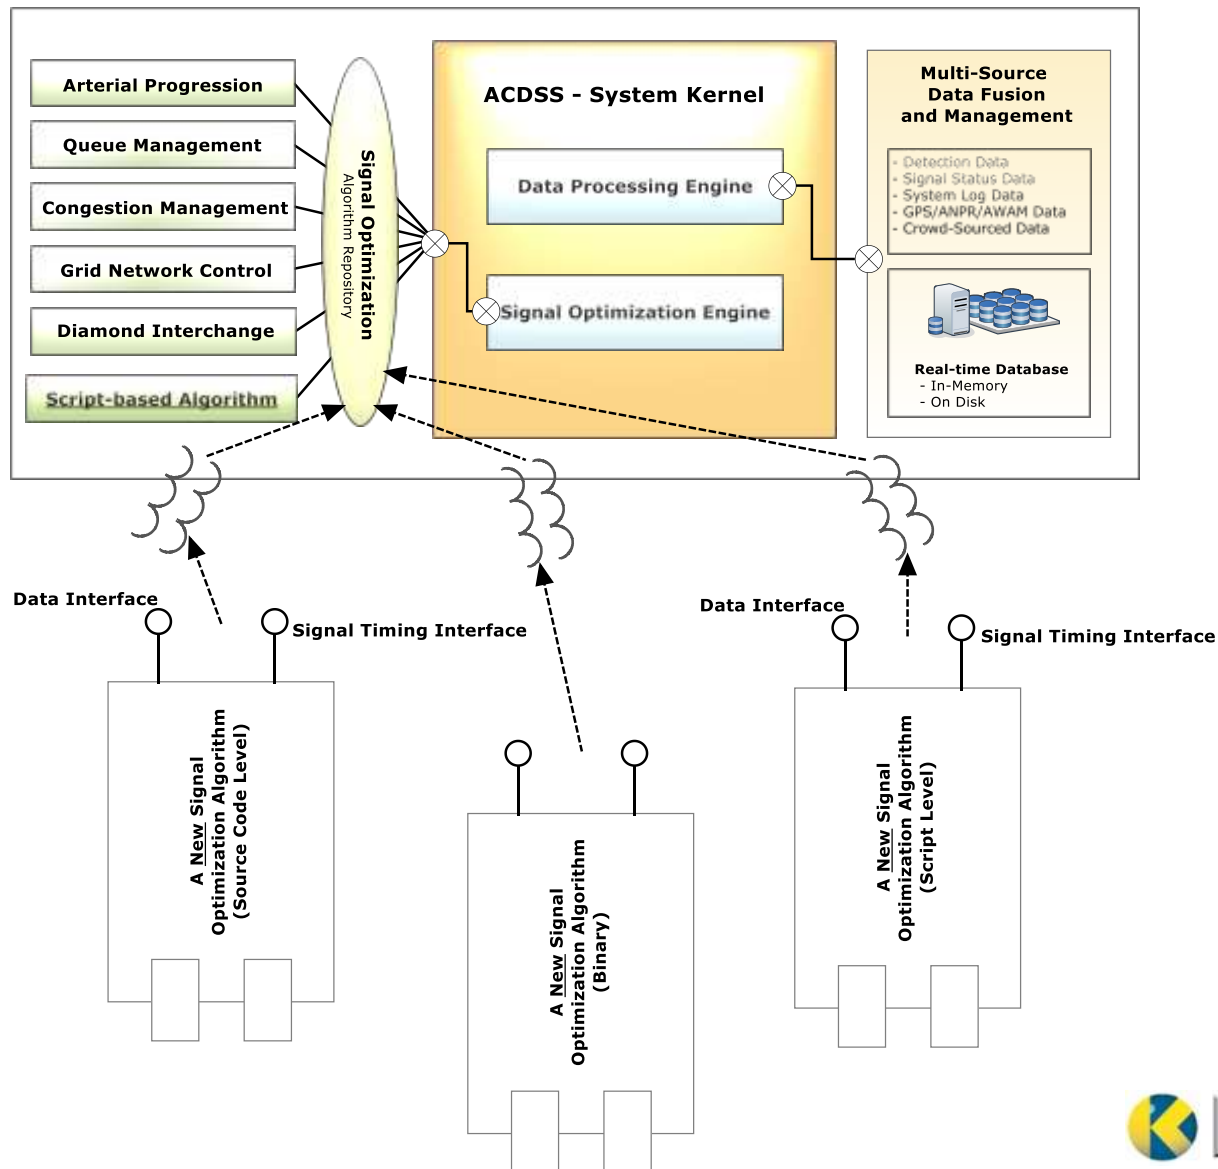 Arterial Progression
Queue Management
Congestion Management
Grid Network Control
Diamond Interchange
Script-based Algorithm
Signal Optimization
Algorithm Repository
ACDSS - System Kernel
Data Processing Engine
Signal Optimization Engine
Multi-Source
Data Fusion
and Management
- Detection Data
- Signal Status Data
- System Log Data
- GPS/ANPR/AWAM Data
- Crowd-Sourced Data
Real-time Database
- In-Memory
- On Disk
Data Interface
Signal Timing Interface
A New Signal
Optimization Algorithm
(Source Code Level)
A New Signal
Optimization Algorithm
(Binary)
Data Interface
Signal Timing Interface
A New Signal
Optimization Algorithm
(Script Level)